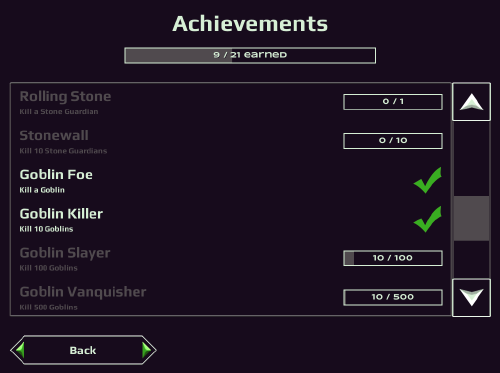 Achievements
9 / 21 earned
Rolling Stone
Kill a Stone Guardian
0 / 1
Stonewall
Kill 10 Stone Guardians
0 / 10
Goblin Foe
Kill a Goblin
Goblin Killer
Kill 10 Goblins
Goblin Slayer
Kill 100 Goblins
10 / 100
Goblin Vanquisher
Kill 500 Goblins
10 / 500
Back